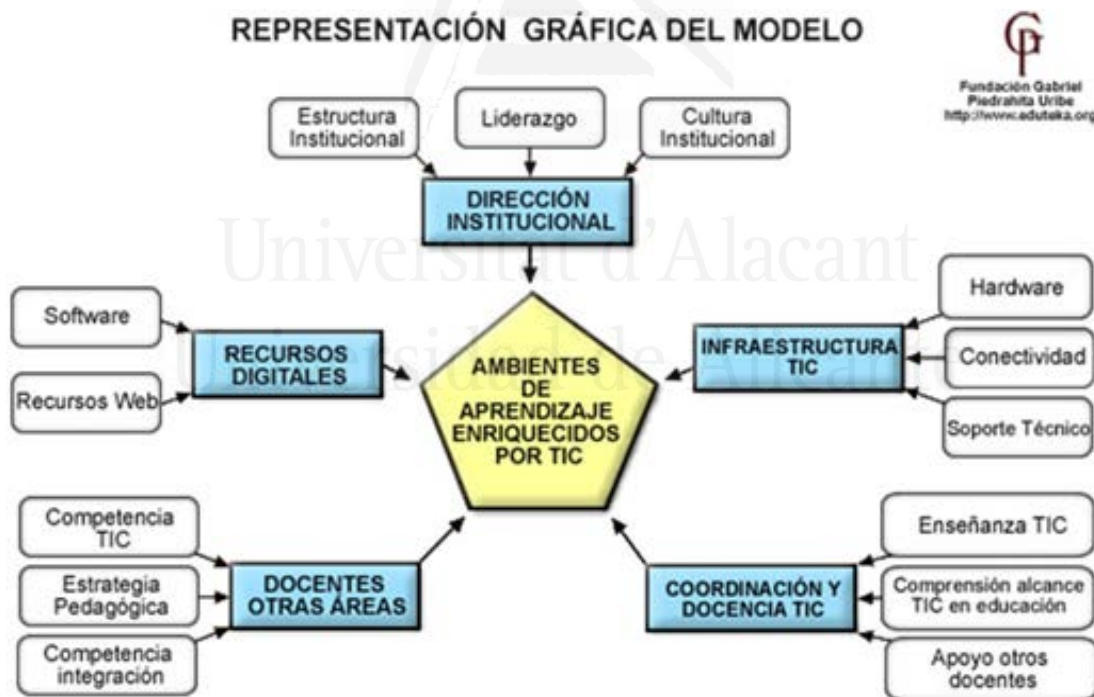 REPRESENTACIÓN GRÁFICA DEL MODELO
GP
Fundación Gabriel
Piedrahita Uribe
http://www.eduteka.org
Estructura
Institucional
Liderazgo
Cultura
Institucional
DIRECCIÓN
INSTITUCIONAL
Universitat d'Alacant
Universidad de Alicante
Software
Recursos Web
RECURSOS
DIGITALES
AMBIENTES
DE
APRENDIZAJE
ENRIQUECIDOS
POR TIC
INFRAESTRUCTURA
TIC
Hardware
Conectividad
Soporte Técnico
Competencia
TIC
Estrategia
Pedagógica
Competencia
integración
DOCENTES
OTRAS ÁREAS
COORDINACIÓN Y
DOCENCIA TIC
Enseñanza TIC
Comprensión alcance
TIC en educación
Apoyo otros
docentes